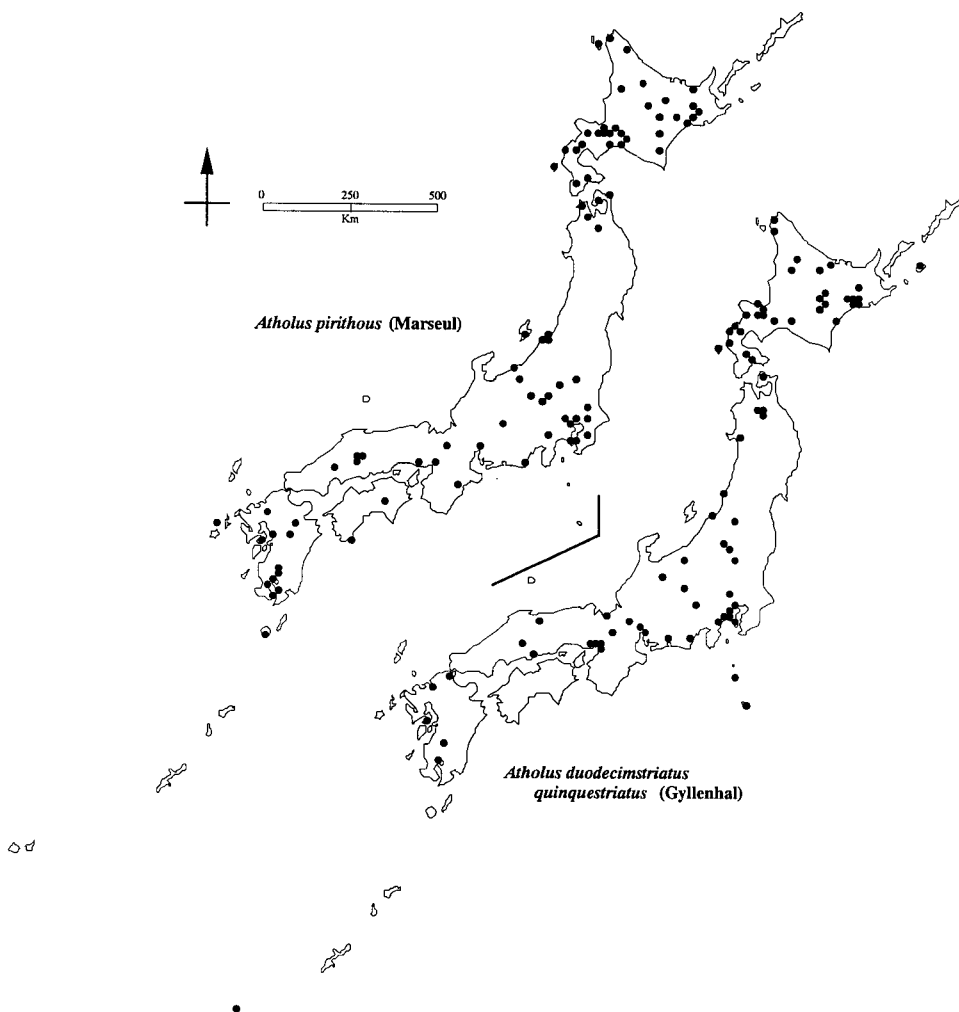 0 250 500
Km
Atholus pirithous (Marseul)
Atholus duodecimstriatus
quinquestriatus (Gyllenhal)